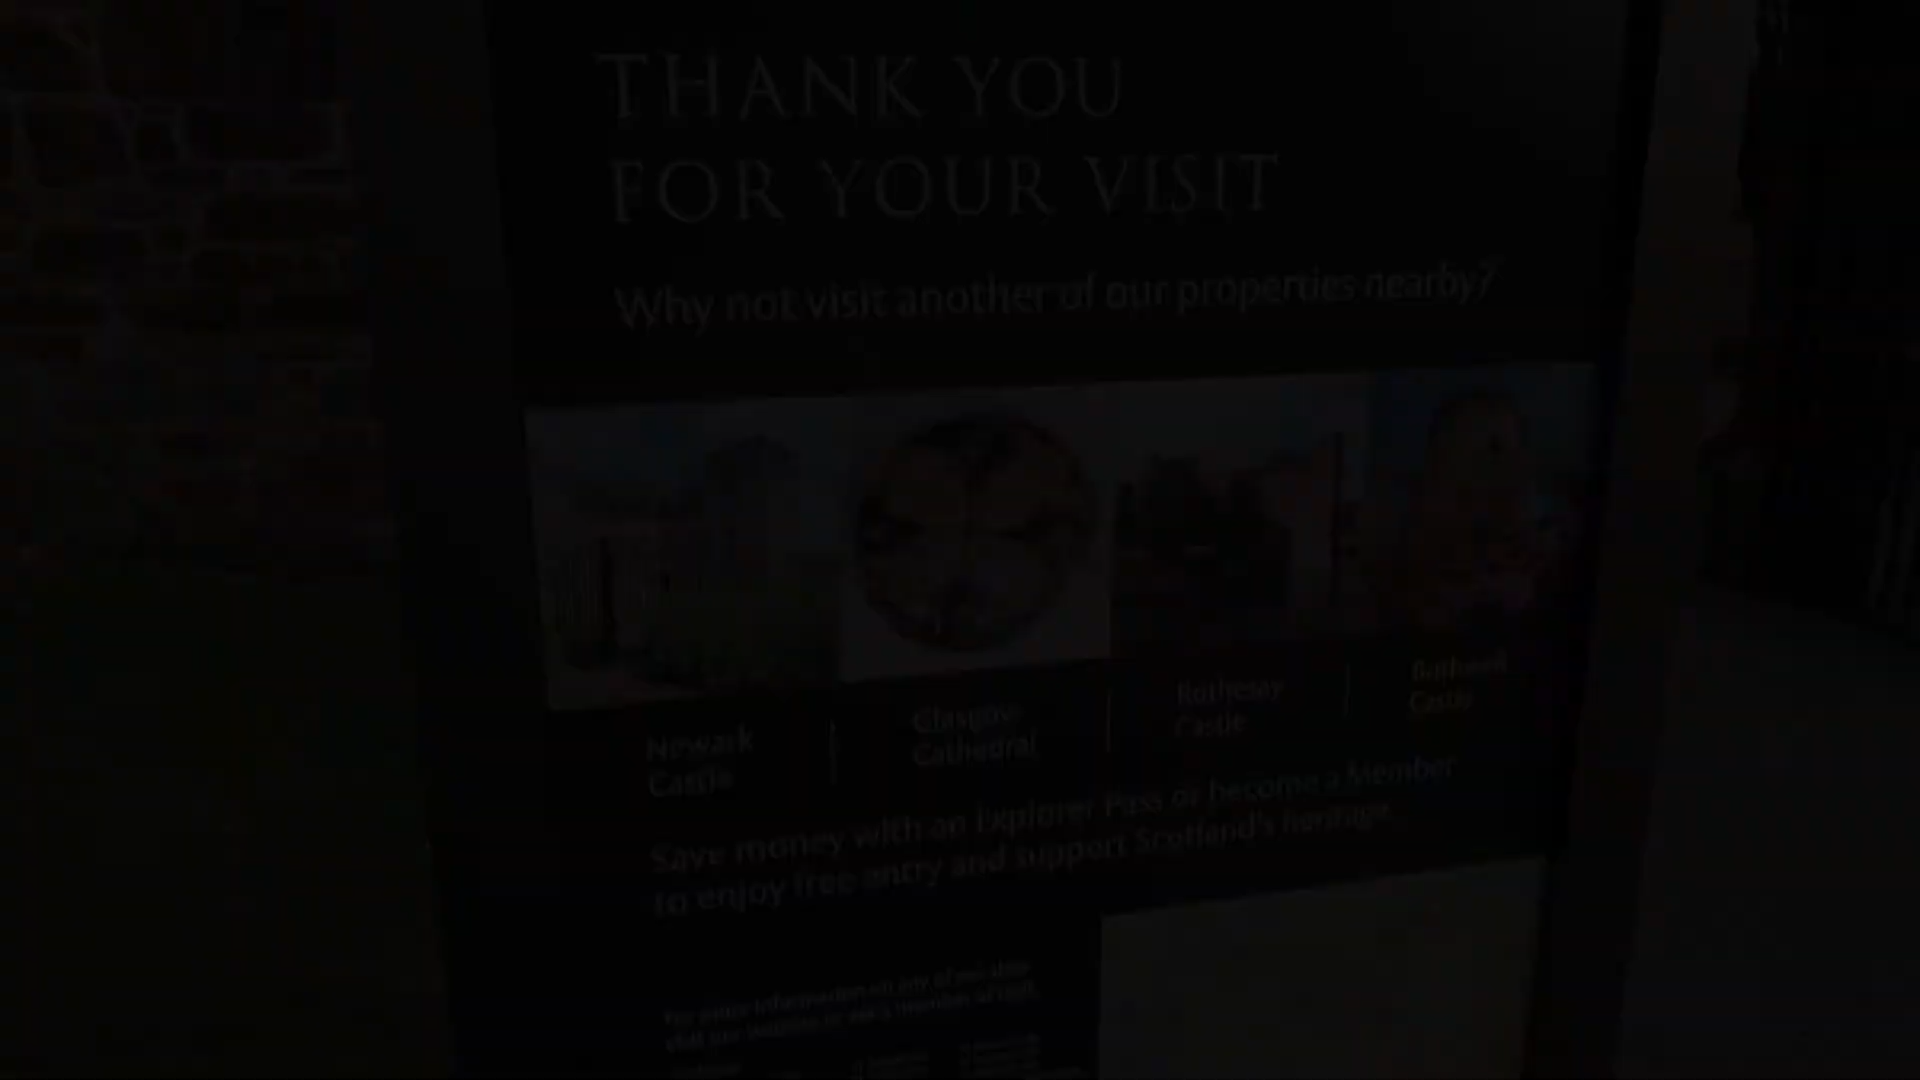 THANK YOU
FOR YOUR VISIT
Why not visit another of our properties nearby?
Newark
Castle
Glasgow
Cathedral
Rothesay
Castle
Bothwell
Castle
Save money with an Explorer Pass or become a Member
to enjoy free entry and support Scotland's heritage.